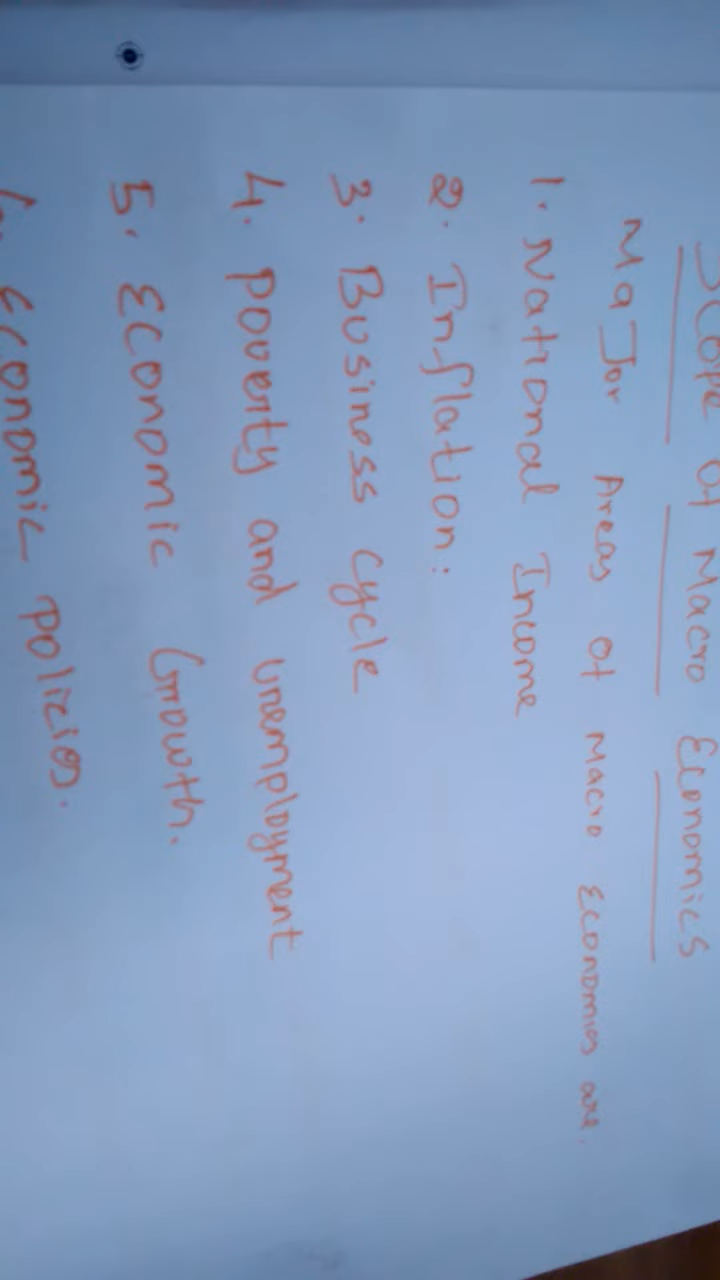 Scope of Macro Economics
Major Areas of Macro Economics are.
1. National Income
2. Inflation:
3. Business cycle
4. Poverty and Unemployment
5. Economic Growth.
6. Economic policies.